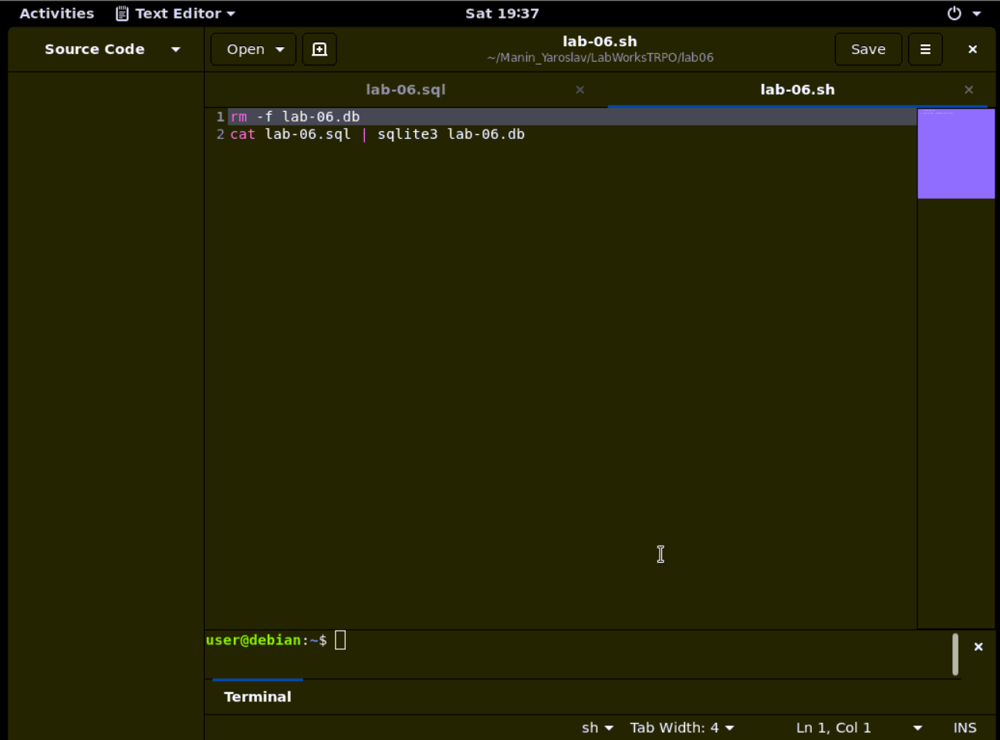 Activities Text Editor Sat 19:37
Source Code Open lab-06.sh Save
~/Manin_Yaroslav/LabWorksTRPO/lab06
lab-06.sql lab-06.sh
1 rm -f lab-06.db
2 cat lab-06.sql | sqlite3 lab-06.db
user@debian:~$
Terminal
sh Tab Width: 4 Ln 1, Col 1 INS